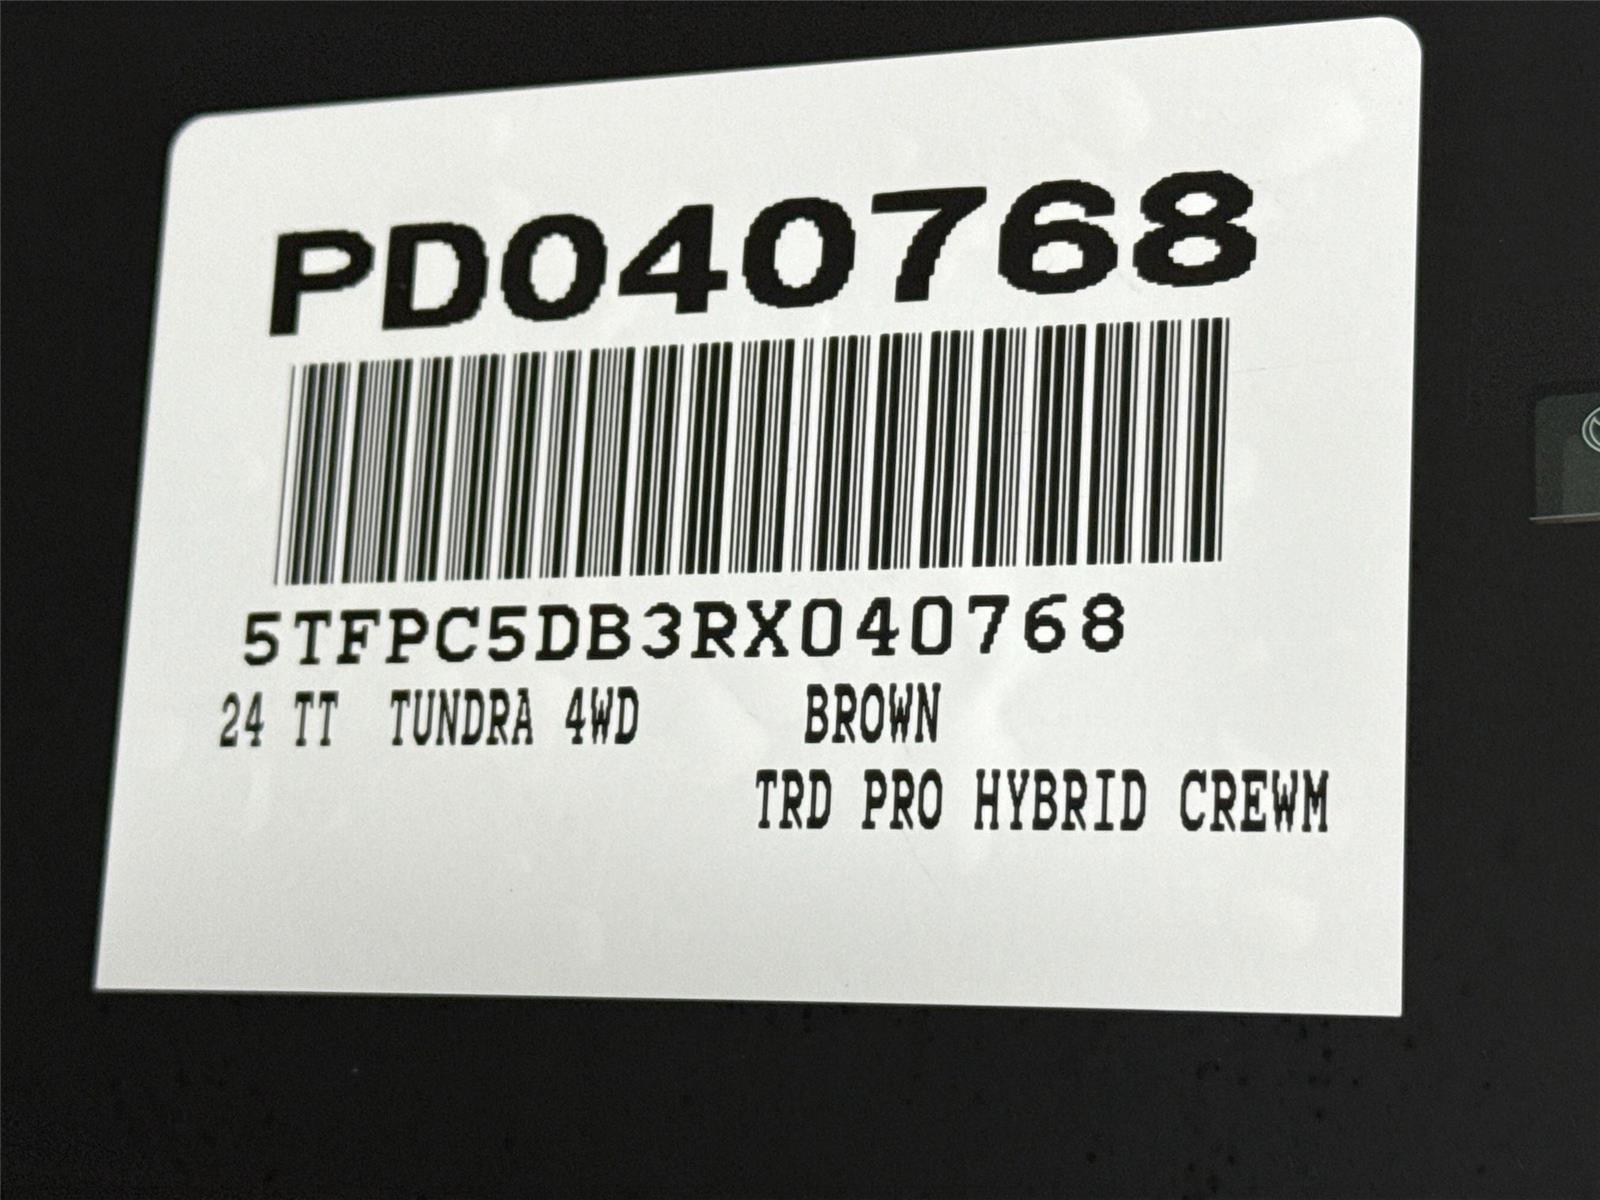 PD040768
5TFPC5DB3RX040768
24 TT TUNDRA 4WD BROWN
TRD PRO HYBRID CREWM